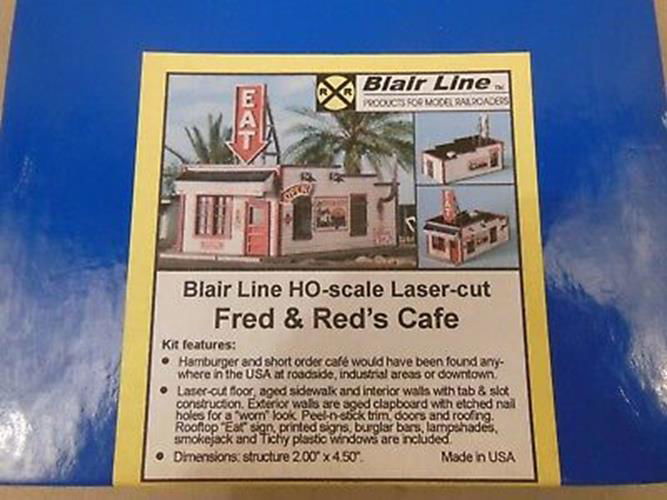 Blair Line TM
R R
PRODUCTS FOR MODEL RAILROADERS
EAT
OPEN
EAT
Blair Line HO-scale Laser-cut
Fred & Red's Cafe
Kit features:
• Hamburger and short order café would have been found any-
where in the USA at roadside, industrial areas or downtown.
• Laser-cut floor, aged sidewalk and interior walls with tab & slot
construction. Exterior walls are aged clapboard with etched nail
holes for a "worn" look. Peel-n-stick trim, doors and roofing.
Rooftop "Eat" sign, printed signs, burglar bars, lampshades,
smokejack and Tichy plastic windows are included.
• Dimensions: structure 2.00" x 4.50". Made in USA